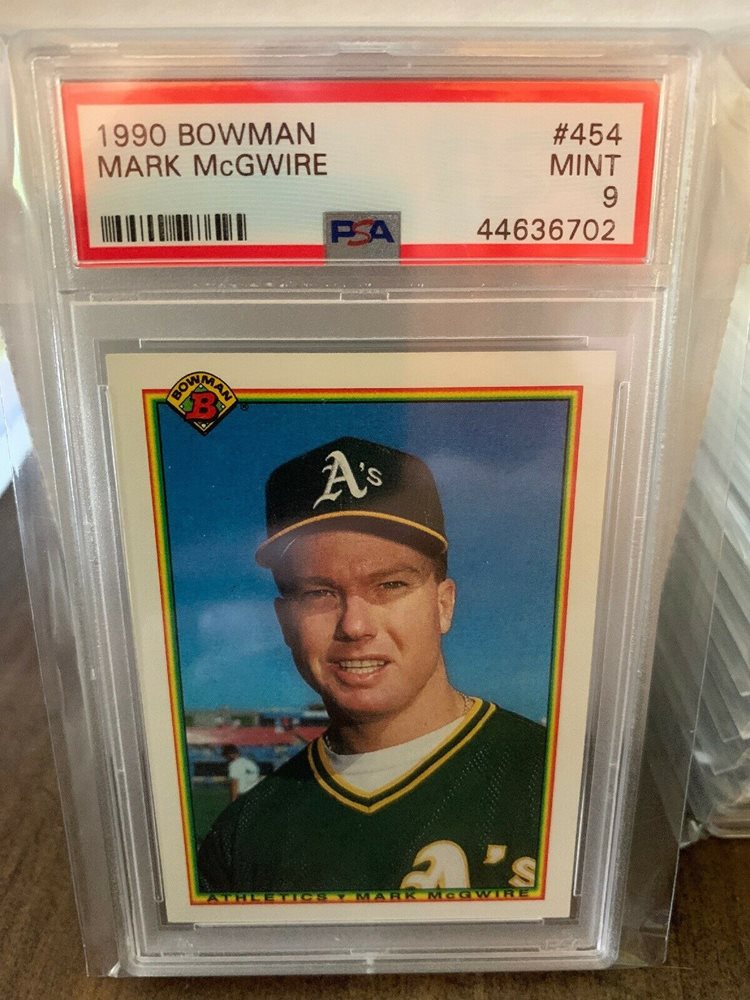 1990 BOWMAN #454
MARK McGWIRE MINT
9
PSA 44636702
BOWMAN
B ®
A's
A's
ATHLETICS ▾ MARK McGWIRE